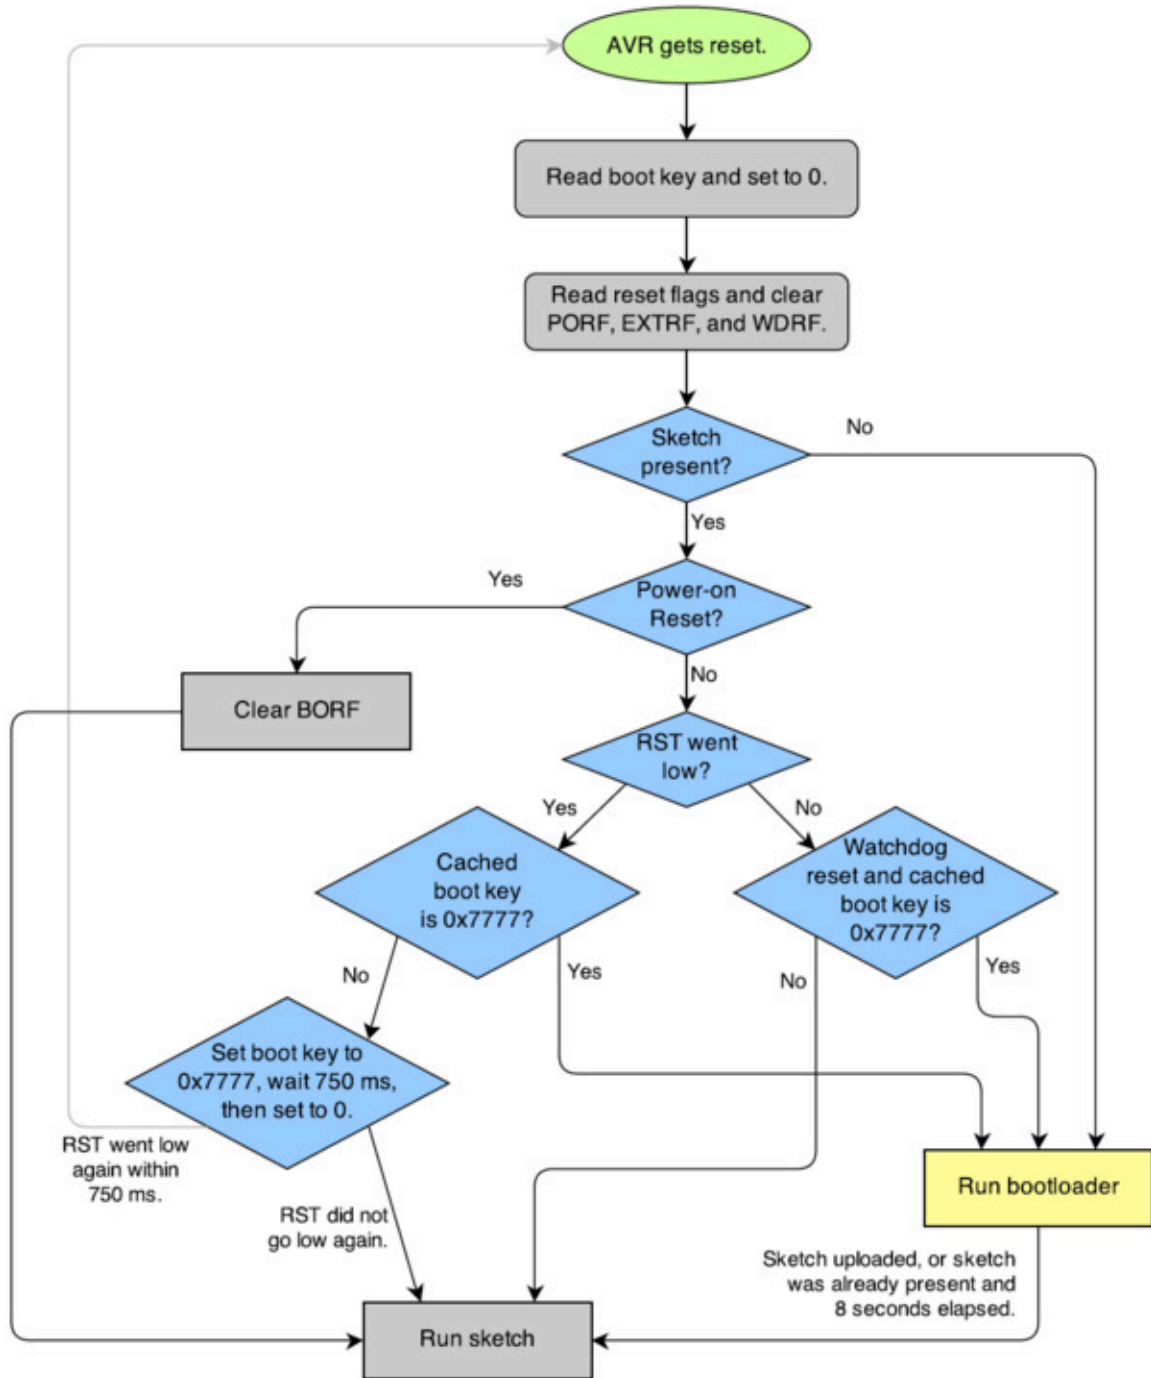 AVR gets reset.
Read boot key and set to 0.
Read reset flags and clear
PORF, EXTRF, and WDRF.
Sketch
present?
No
Yes
Power-on
Reset?
Yes
No
Clear BORF
RST went
low?
Yes
No
Cached
boot key
is 0x7777?
Watchdog
reset and cached
boot key is
0x7777?
No
Yes
No
Yes
Set boot key to
0x7777, wait 750 ms,
then set to 0.
RST went low
again within
750 ms.
RST did not
go low again.
Run bootloader
Sketch uploaded, or sketch
was already present and
8 seconds elapsed.
Run sketch